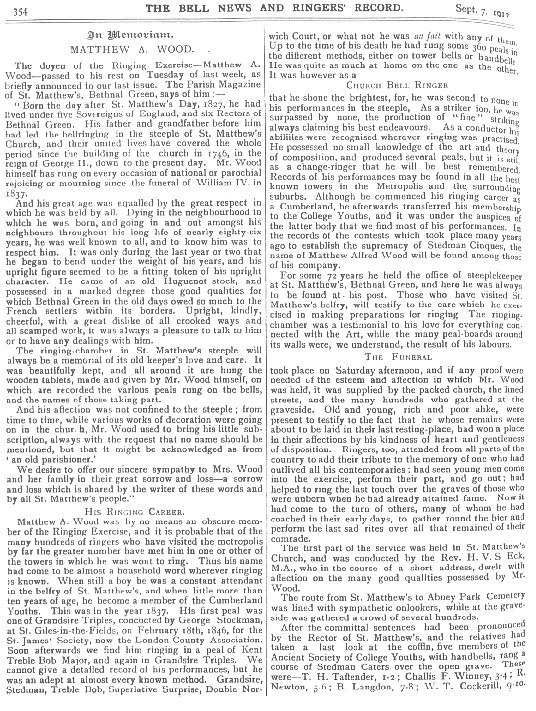 354
THE BELL NEWS AND RINGERS' RECORD.
Sept. 7, 1912
In Memoriam.
MATTHEW A. WOOD.
The doyen of the Ringing Exercise—Matthew A.
Wood—passed to his rest on Tuesday of last week, as
briefly announced in our last issue. The Parish Magazine
of St. Matthew's, Bethnal Green, says of him :—
"Born the day after St. Matthew's Day, 1827, he had
lived under five Sovereigns of England, and six Rectors of
Bethnal Green. His father and grandfather before him
had led the bellringing in the steeple of St. Matthew's
Church, and their united lives have covered the whole
period since the building of the church in 1746, in the
reign of George II., down to the present day. Mr. Wood
himself has rung on every occasion of national or parochial
rejoicing or mourning since the funeral of William IV. in
1837.
And his great age was equalled by the great respect in
which he was held by all. Dying in the neighbourhood in
which he was born, and going in and out amongst his
neighbours throughout his long life of nearly eighty-six
years, he was well known to all, and to know him was to
respect him. It was only during the last year or two that
he began to bend under the weight of his years, and his
upright figure seemed to be a fitting token of his upright
character. He came of an old Huguenot stock, and
possessed in a marked degree those good qualities for
which Bethnal Green in the old days owed so much to the
French settlers within its borders. Upright, kindly,
cheerful, with a great dislike of all crooked ways and
all scamped work, it was always a pleasure to talk to him
or to have any dealings with him.
The ringing-chamber in St. Matthew's steeple will
always be a memorial of its old keeper's love and care. It
was beautifully kept, and all around it are hung the
wooden tablets, made and given by Mr. Wood himself, on
which are recorded the various peals rung on the bells,
and the names of those taking part.
And his affection was not confined to the steeple ; from
time to time, while various works of decoration were going
on in the church, Mr. Wood used to bring his little sub-
scription, always with the request that no name should be
mentioned, but that it might be acknowledged as from
'an old parishioner.'
We desire to offer our sincere sympathy to Mrs. Wood
and her family in their great sorrow and loss—a sorrow
and loss which is shared by the writer of these words and
by all St. Matthew's people."
HIS RINGING CAREER.
Matthew A. Wood was by no means an obscure mem-
ber of the Ringing Exercise, and it is probable that of the
many hundreds of ringers who have visited the metropolis
by far the greater number have met him in one or other of
the towers in which he was wont to ring. Thus his name
had come to be almost a household word wherever ringing
is known. When still a boy he was a constant attendant
in the belfry of St. Matthew's, and when little more than
ten years of age, he become a member of the Cumberland
Youths. This was in the year 1837. His first peal was
one of Grandsire Triples, conducted by George Stockman,
at St. Giles-in-the-Fields, on February 18th, 1846, for the
St. James' Society, now the London County Association.
Soon afterwards we find him ringing in a peal of Kent
Treble Bob Major, and again in Grandsire Triples. We
cannot give a detailed record of his performances, but he
was an adept at almost every known method. Grandsire,
Stedman, Treble Bob, Superlative Surprise, Double Nor-
wich Court, or what not he was au fait with any of them.
Up to the time of his death he had rung some 360 peals in
the different methods, either on tower bells or handbells
He was quite as much at home on the one as the other.
It was however as a
CHURCH BELL RINGER
that he shone the brightest, for, he was second to none in
his performances in the steeple. As a striker too, he was
surpassed by none, the production of "fine" striking
always claiming his best endeavours. As a conductor his
abilities were recognised wherever ringing was practised.
He possessed no small knowledge of the art and theory
of composition, and produced several peals, but it is still
as a change-ringer that he will be best remembered.
Records of his performances may be found in all the best
known towers in the Metropolis and the surrounding
suburbs. Although he commenced his ringing career as
a Cumberland, he afterwards transferred his membership
to the College Youths, and it was under the auspices of
the latter body that we find most of his performances. In
the records of the contests which took place many years
ago to establish the supremacy of Stedman Cinques, the
name of Matthew Alfred Wood will be found among those
of his company.
For some 72 years he held the office of steeplekeeper
at St. Matthew's, Bethnal Green, and here he was always
to be found at his post. Those who have visited St.
Matthew's belfry, will testify to the care which he exer-
cised in making preparations for ringing The ringing-
chamber was a testimonial to his love for everything con-
nected with the Art, while the many peal-boards around
its walls were, we understand, the result of his labours.
THE FUNERAL
took place on Saturday afternoon, and if any proof were
needed of the esteem and affection in which Mr. Wood
was held, it was supplied by the packed church, the lined
streets, and the many hundreds who gathered at the
graveside. Old and young, rich and poor alike, were
present to testify to the fact that he whose remains were
about to be laid in their last resting-place, had won a place
in their affections by his kindness of heart and gentleness
of disposition. Ringers, too, attended from all parts of the
country to add their tribute to the memory of one who had
outlived all his contemporaries : had seen young men come
into the exercise, perform their part, and go out ; had
helped to ring the last touch over the graves of those who
were unborn when he had already attained fame. Now it
had come to the turn of others, many of whom he had
coached in their early days, to gather round the bier and
perform the last sad rites over all that remained of their
comrade.
The first part of the service was held in St. Matthew's
Church, and was conducted by the Rev. H. V. S. Eck,
M.A., who in the course of a short address, dwelt with
affection on the many good qualities possessed by Mr.
Wood.
The route from St. Matthew's to Abney Park Cemetery
was lined with sympathetic onlookers, while at the grave-
side was gathered a crowd of several hundreds.
After the committal sentences had been pronounced
by the Rector of St. Matthew's, and the relatives had
taken a last look at the coffin, five members of the
Ancient Society of College Youths, with handbells, rang a
course of Stedman Caters over the open grave. These
were—T. H. Taffender, 1-2 ; Challis F. Winney, 3-4 ; R.
Newton, 5-6 ; B. Langdon, 7-8 ; W. T. Cockerill, 9-10.